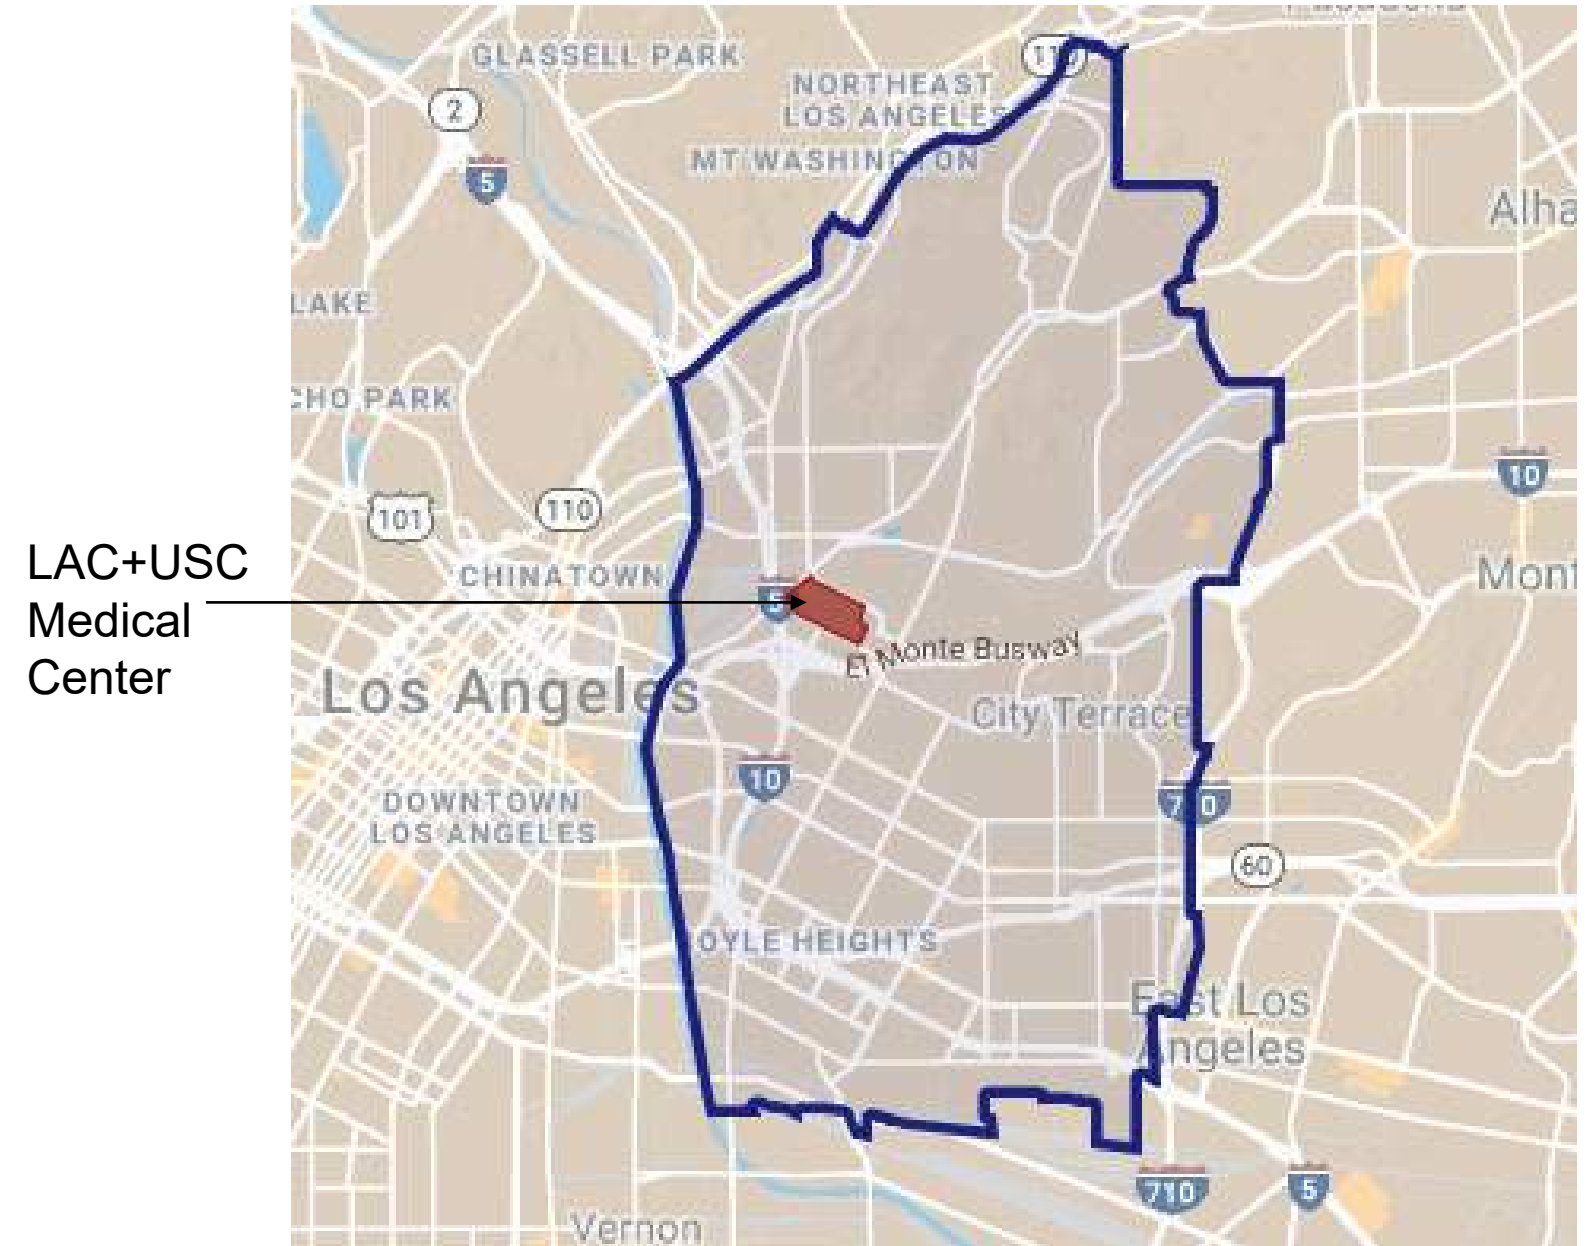 GLASSELL PARK
110
NORTHEAST
LOS ANGELES
2
MT WASHINGTON
5
Alha
LAKE
CHO PARK
10
101
110
LAC+USC
Medical
Center
CHINATOWN
5
Mont
El Monte Busway
Los Angeles
City Terrace
10
DOWNTOWN
LOS ANGELES
710
60
OYLE HEIGHTS
East Los
Angeles
710
5
Vernon